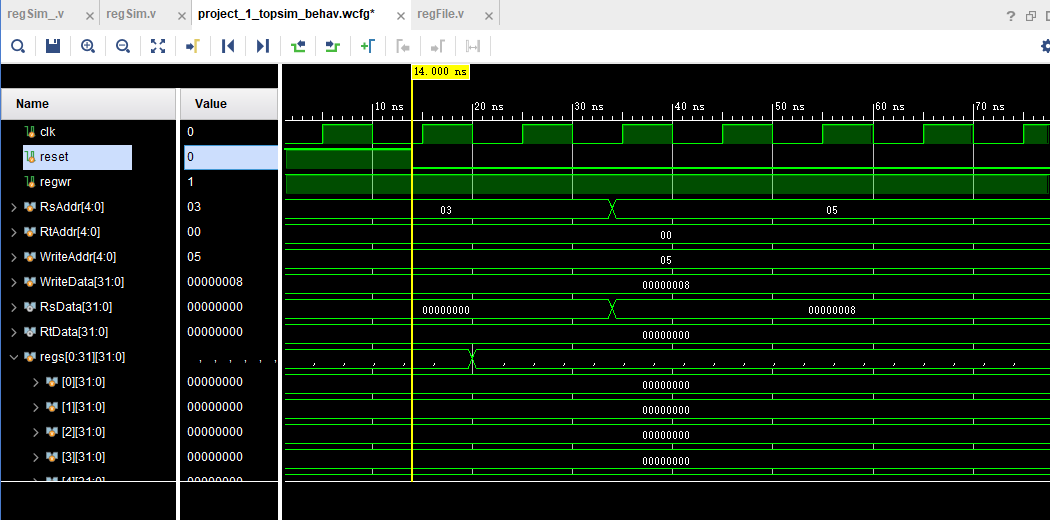 regSim_.v × regSim.v × project_1_topsim_behav.wcfg* × regFile.v × ?
14.000 ns
Name Value 10 ns 20 ns 30 ns 40 ns 50 ns 60 ns 70 ns
clk 0
reset 0
regwr 1
RsAddr[4:0] 03 03 05
RtAddr[4:0] 00 00
WriteAddr[4:0] 05 05
WriteData[31:0] 00000008 00000008
RsData[31:0] 00000000 00000000 00000008
RtData[31:0] 00000000 00000000
regs[0:31][31:0] , , , , , ,
[0][31:0] 00000000 00000000
[1][31:0] 00000000 00000000
[2][31:0] 00000000 00000000
[3][31:0] 00000000 00000000